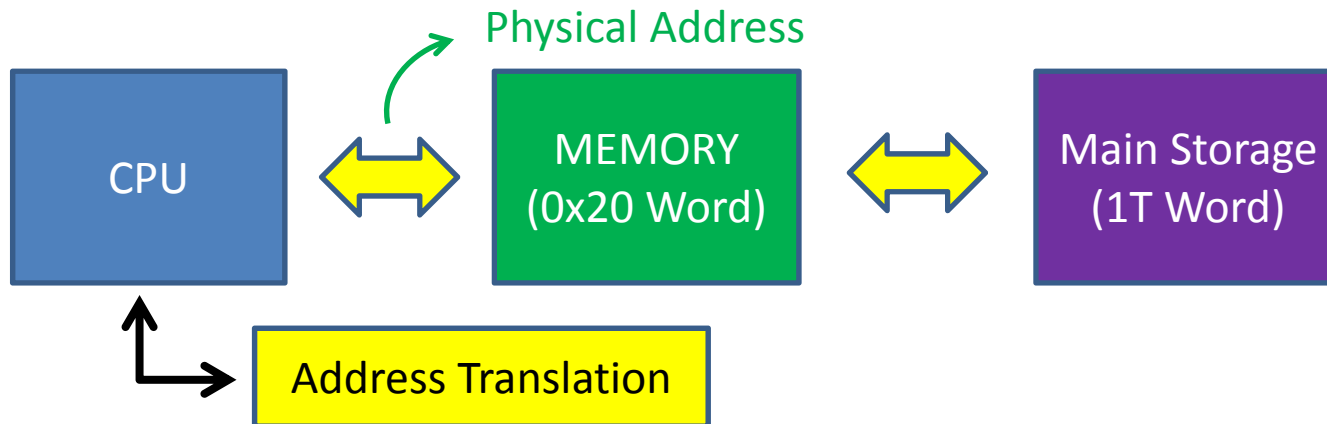 Physical Address
CPU
MEMORY
(0x20 Word)
Main Storage
(1T Word)
Address Translation